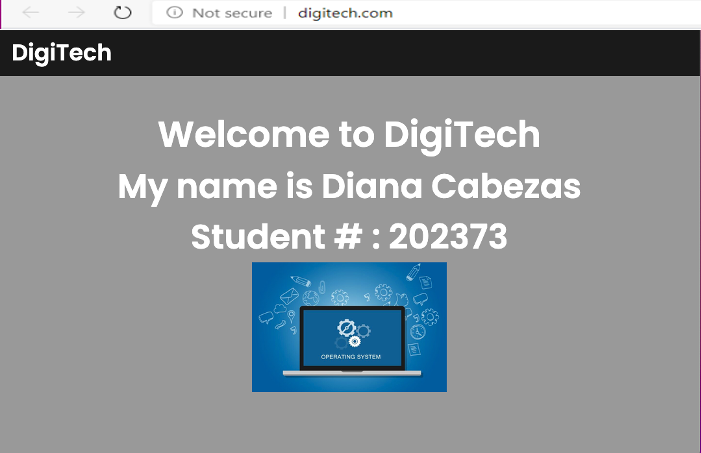 Not secure | digitech.com
DigiTech
Welcome to DigiTech
My name is Diana Cabezas
Student # : 202373
OPERATING SYSTEM